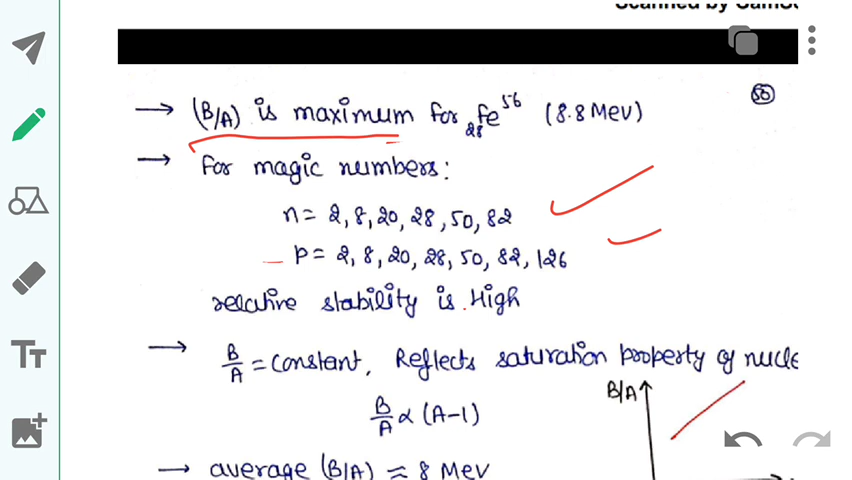 Scanned by CamS
→ (B/A) is maximum for ₂₈Fe⁵⁶ (8.8 MeV)
50
→ For magic numbers:
n = 2, 8, 20, 28, 50, 82
p = 2, 8, 20, 28, 50, 82, 126
relative stability is High
→ B/A = constant, Reflects saturation property of nucle
B/A ∝ (A-1)
B/A
→ average (B/A) ≈ 8 MeV
TT